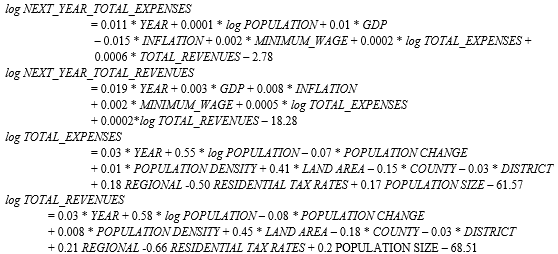 log NEXT_YEAR_TOTAL_EXPENSES
= 0.011 * YEAR + 0.0001 * log POPULATION + 0.01 * GDP
– 0.015 * INFLATION + 0.002 * MINIMUM_WAGE + 0.0002 * log TOTAL_EXPENSES +
0.0006 * TOTAL_REVENUES – 2.78
log NEXT_YEAR_TOTAL_REVENUES
= 0.019 * YEAR + 0.003 * GDP + 0.008 * INFLATION
+ 0.002 * MINIMUM_WAGE + 0.0005 * log TOTAL_EXPENSES
+ 0.0002*log TOTAL_REVENUES – 18.28
log TOTAL_EXPENSES
= 0.03 * YEAR + 0.55 * log POPULATION – 0.07 * POPULATION CHANGE
+ 0.01 * POPULATION DENSITY + 0.41 * LAND AREA – 0.15 * COUNTY – 0.03 * DISTRICT
+ 0.18 REGIONAL -0.50 RESIDENTIAL TAX RATES + 0.17 POPULATION SIZE – 61.57
log TOTAL_REVENUES
= 0.03 * YEAR + 0.58 * log POPULATION – 0.08 * POPULATION CHANGE
+ 0.008 * POPULATION DENSITY + 0.45 * LAND AREA – 0.18 * COUNTY – 0.03 * DISTRICT
+ 0.21 REGIONAL -0.66 RESIDENTIAL TAX RATES + 0.2 POPULATION SIZE – 68.51